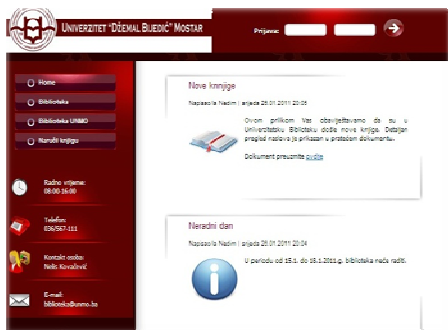 UNIVERZITET "DŽEMAL BIJEDIĆ" MOSTAR
Prijava:
Home
Biblioteka
Biblioteka UNMO
Naruči knjigu
Radno vrijeme:
08:00-16:00
Telefon:
036/567-111
Kontakt osoba:
Nelis Kovačević
E-mail:
biblioteka@unmo.ba
Nove knnjige
Napisao/la Nedim | srijeda 26.01.2011 20:05
Ovom prilikom Vas obavještavamo da su u
Univerzitetsku Biblioteku došle nove knjige. Detaljan
pregled naslova je prikazan u pratećem dokumentu.
Dokument preuzmite ovdje
Neradni dan
Napisao/la Nedim | srijeda 26.01.2011 20:04
U periodu od 15.1. do 16.1.2011.g. biblioteka neće raditi.